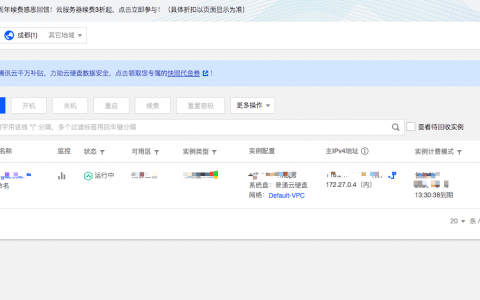 周年续费感恩回馈！云服务器续费3折起，点击立即参与！（具体折扣以页面显示为准）
成都(1) 其它地域
腾讯云千万补贴，力助云硬盘数据安全，点击领取您专属的快照代金卷！
开机 关机 重启 续费 重置密码 更多操作
字用竖线 "|" 分隔，多个过滤标签用回车键分隔 查看待回收实例
名称 监控 状态 可用区 实例类型 实例配置 主IPv4地址 实例计费模式
运行中
命名 系统盘：普通云硬盘 172.27.0.4（内）
网络：Default-VPC 13:30:38到期
20 条 /